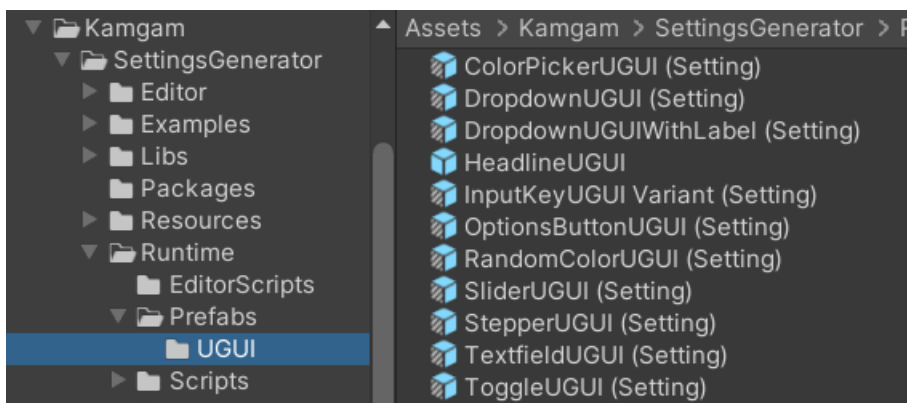 Kamgam
SettingsGenerator
Editor
Examples
Libs
Packages
Resources
Runtime
EditorScripts
Prefabs
UGUI
Scripts
Assets > Kamgam > SettingsGenerator >
ColorPickerUGUI (Setting)
DropdownUGUI (Setting)
DropdownUGUIWithLabel (Setting)
HeadlineUGUI
InputKeyUGUI Variant (Setting)
OptionsButtonUGUI (Setting)
RandomColorUGUI (Setting)
SliderUGUI (Setting)
StepperUGUI (Setting)
TextfieldUGUI (Setting)
ToggleUGUI (Setting)